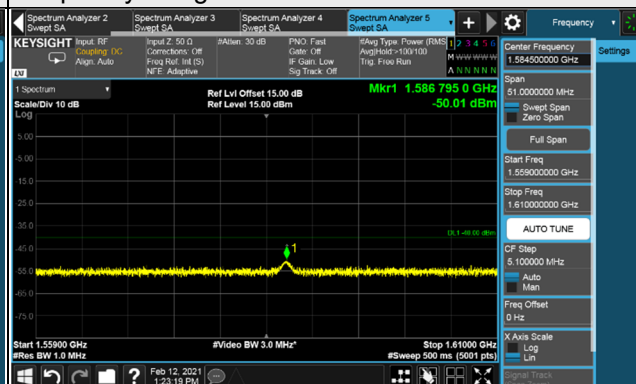 Spectrum Analyzer 2
Swept SA
Spectrum Analyzer 3
Swept SA
Spectrum Analyzer 4
Swept SA
Spectrum Analyzer 5
Swept SA
Frequency
KEYSIGHT
Input: RF
Coupling: DC
Align: Auto
Input Z: 50 Ω
Corrections: Off
Freq Ref: Int (S)
NFE: Adaptive
#Atten: 30 dB
PNO: Fast
Gate: Off
IF Gain: Low
Sig Track: Off
#Avg Type: Power (RMS)
Avg|Hold:>100/100
Trig: Free Run
1 2 3 4 5 6
M W W W W W
A N N N N N
LXI
1 Spectrum
Scale/Div 10 dB
Log
Ref Lvl Offset 15.00 dB
Ref Level 15.00 dBm
Mkr1 1.586 795 0 GHz
-50.01 dBm
5.00
-5.00
-15.0
-25.0
-35.0
-45.0
-55.0
-65.0
-75.0
DL1 -40.00 dBm
1
Start 1.55900 GHz
#Res BW 1.0 MHz
#Video BW 3.0 MHz*
Stop 1.61000 GHz
#Sweep 500 ms (5001 pts)
Feb 12, 2021
1:23:19 PM
Center Frequency
1.584500000 GHz
Settings
Span
51.0000000 MHz
Swept Span
Zero Span
Full Span
Start Freq
1.559000000 GHz
Stop Freq
1.610000000 GHz
AUTO TUNE
CF Step
5.100000 MHz
Auto
Man
Freq Offset
0 Hz
X Axis Scale
Log
Lin
Signal Track